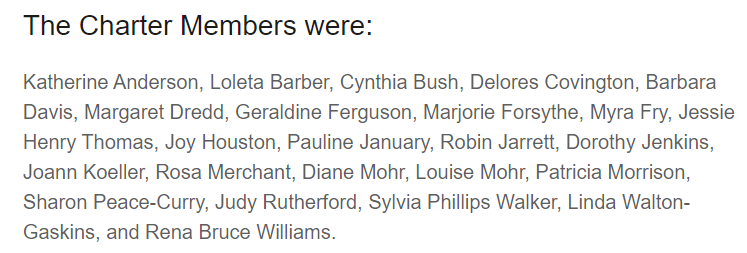 The Charter Members were:
Katherine Anderson, Loleta Barber, Cynthia Bush, Delores Covington, Barbara
Davis, Margaret Dredd, Geraldine Ferguson, Marjorie Forsythe, Myra Fry, Jessie
Henry Thomas, Joy Houston, Pauline January, Robin Jarrett, Dorothy Jenkins,
Joann Koeller, Rosa Merchant, Diane Mohr, Louise Mohr, Patricia Morrison,
Sharon Peace-Curry, Judy Rutherford, Sylvia Phillips Walker, Linda Walton-
Gaskins, and Rena Bruce Williams.